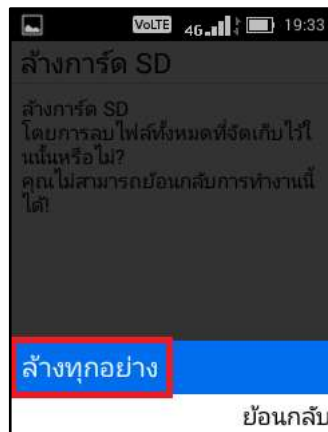 VoLTE 4G 19:33
ล้างการ์ด SD
ล้างการ์ด SD
โดยการลบไฟล์ทั้งหมดที่จัดเก็บไว้ใ
นนั้นหรือไม่?
คุณไม่สามารถย้อนกลับการทำงานนี้
ได้!
ล้างทุกอย่าง
ย้อนกลับ